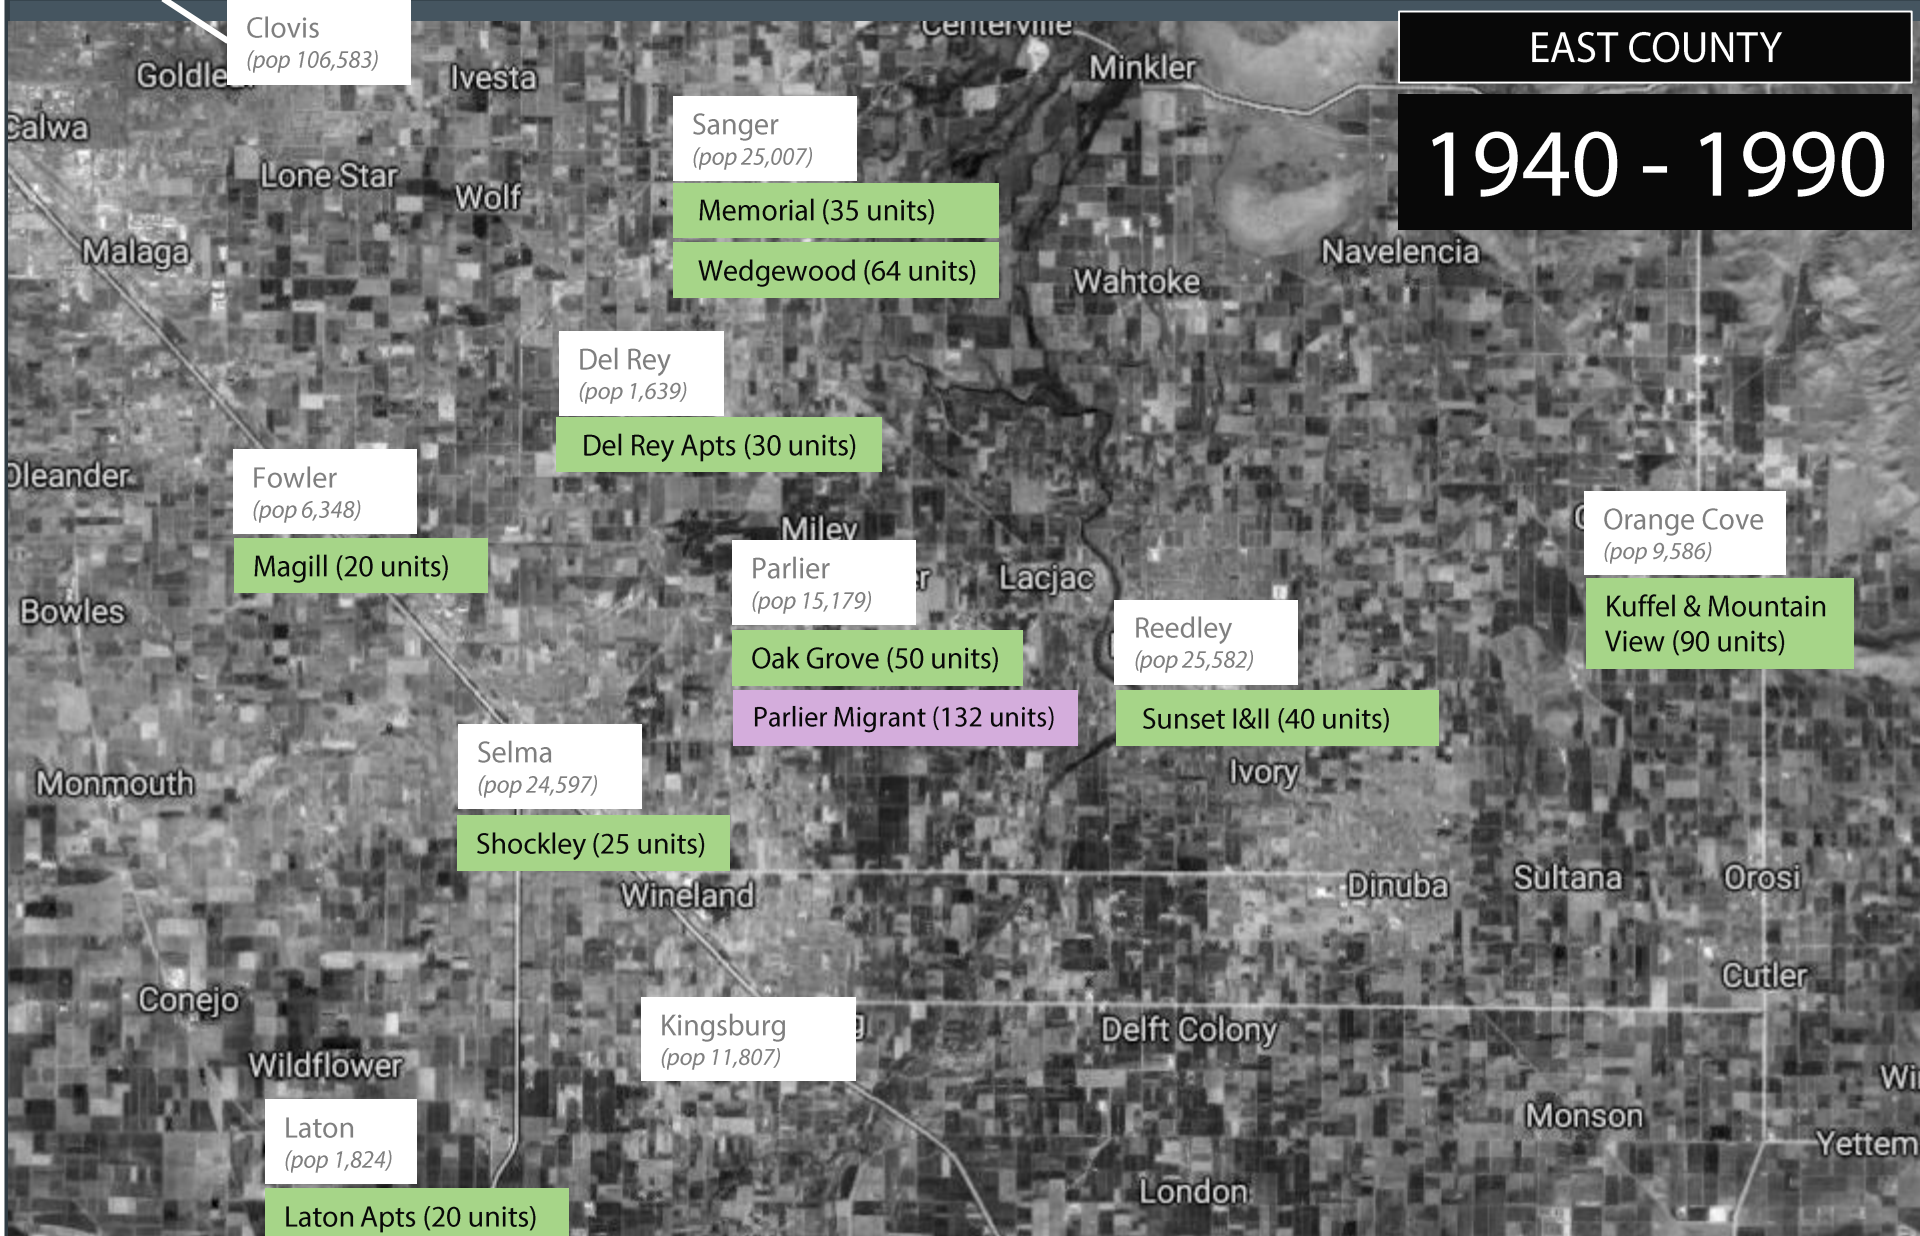 EAST COUNTY
1940 - 1990
Clovis
(pop 106,583)
Centerville
Minkler
Ivesta
Calwa
Sanger
(pop 25,007)
Memorial (35 units)
Wedgewood (64 units)
Lone Star
Wolf
Malaga
Navelencia
Wahtoke
Del Rey
(pop 1,639)
Del Rey Apts (30 units)
Oleander
Fowler
(pop 6,348)
Magill (20 units)
Miley
Orange Cove
(pop 9,586)
Kuffel & Mountain
View (90 units)
Parlier
(pop 15,179)
Oak Grove (50 units)
Parlier Migrant (132 units)
Lacjac
Bowles
Reedley
(pop 25,582)
Sunset I&II (40 units)
Selma
(pop 24,597)
Shockley (25 units)
Monmouth
Ivory
Wineland
Dinuba
Sultana
Orosi
Cutler
Conejo
Kingsburg
(pop 11,807)
Delft Colony
Wildflower
Monson
Laton
(pop 1,824)
Laton Apts (20 units)
Yettem
London